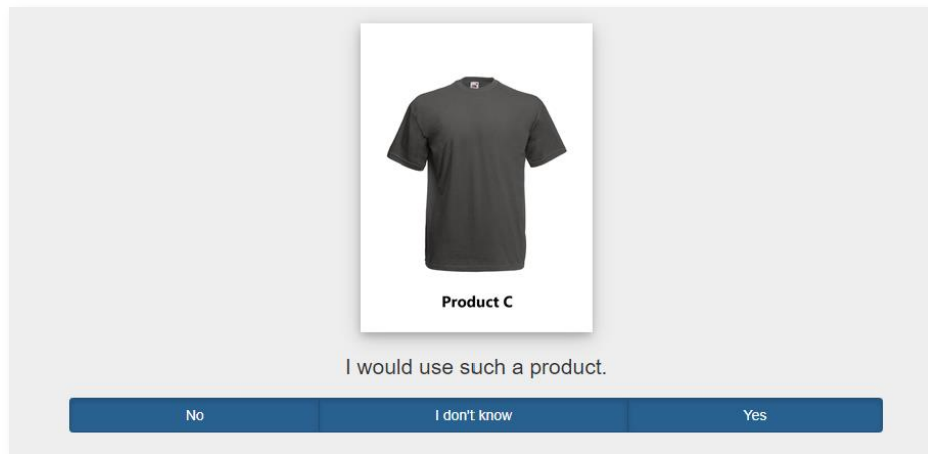 Product C
I would use such a product.
No
I don't know
Yes